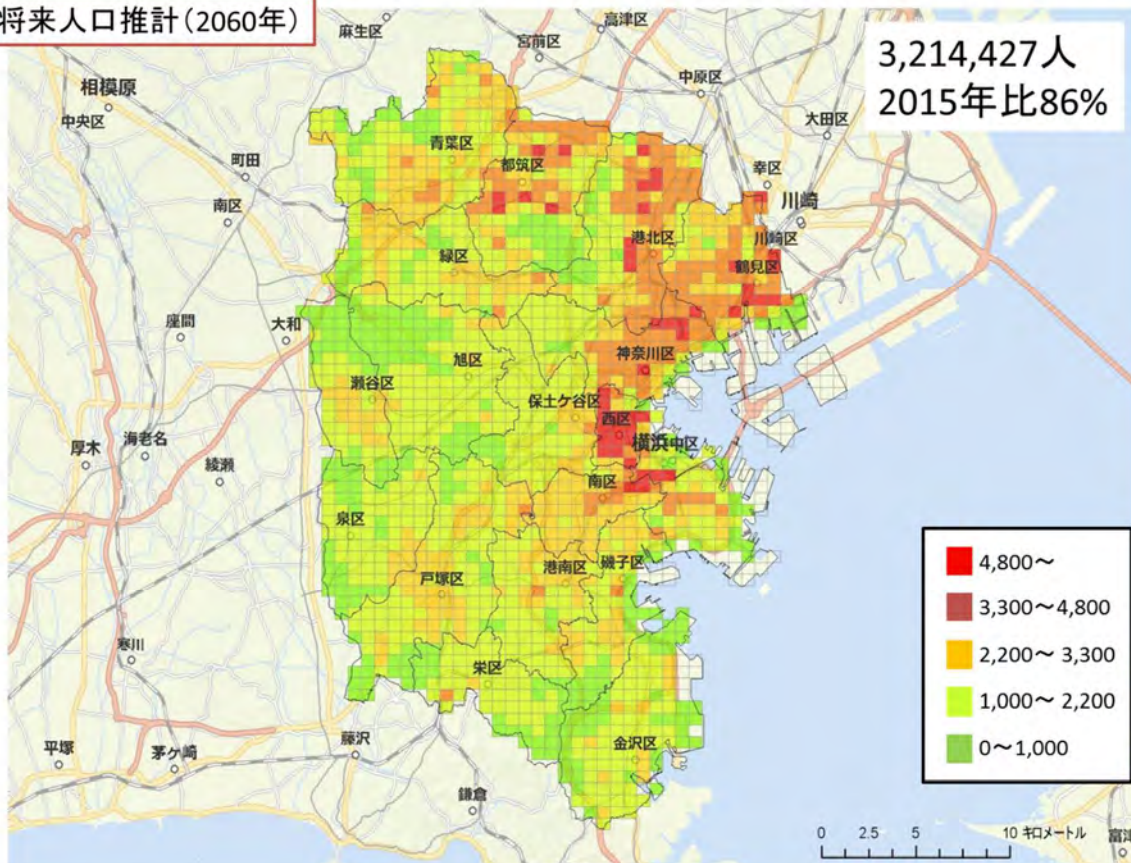 将来人口推計(2060年)
3,214,427人
2015年比86%
麻生区
高津区
宮前区
中原区
相模原
中央区
大田区
町田
青葉区
都筑区
幸区
南区
川崎
港北区
川崎区
緑区
鶴見区
座間
大和
旭区
神奈川区
瀬谷区
保土ケ谷区
西区
横浜中区
厚木
海老名
綾瀬
南区
泉区
港南区
磯子区
戸塚区
寒川
栄区
平塚
茅ケ崎
藤沢
金沢区
鎌倉
4,800~
3,300~4,800
2,200~3,300
1,000~2,200
0~1,000
0 2.5 5 10 キロメートル